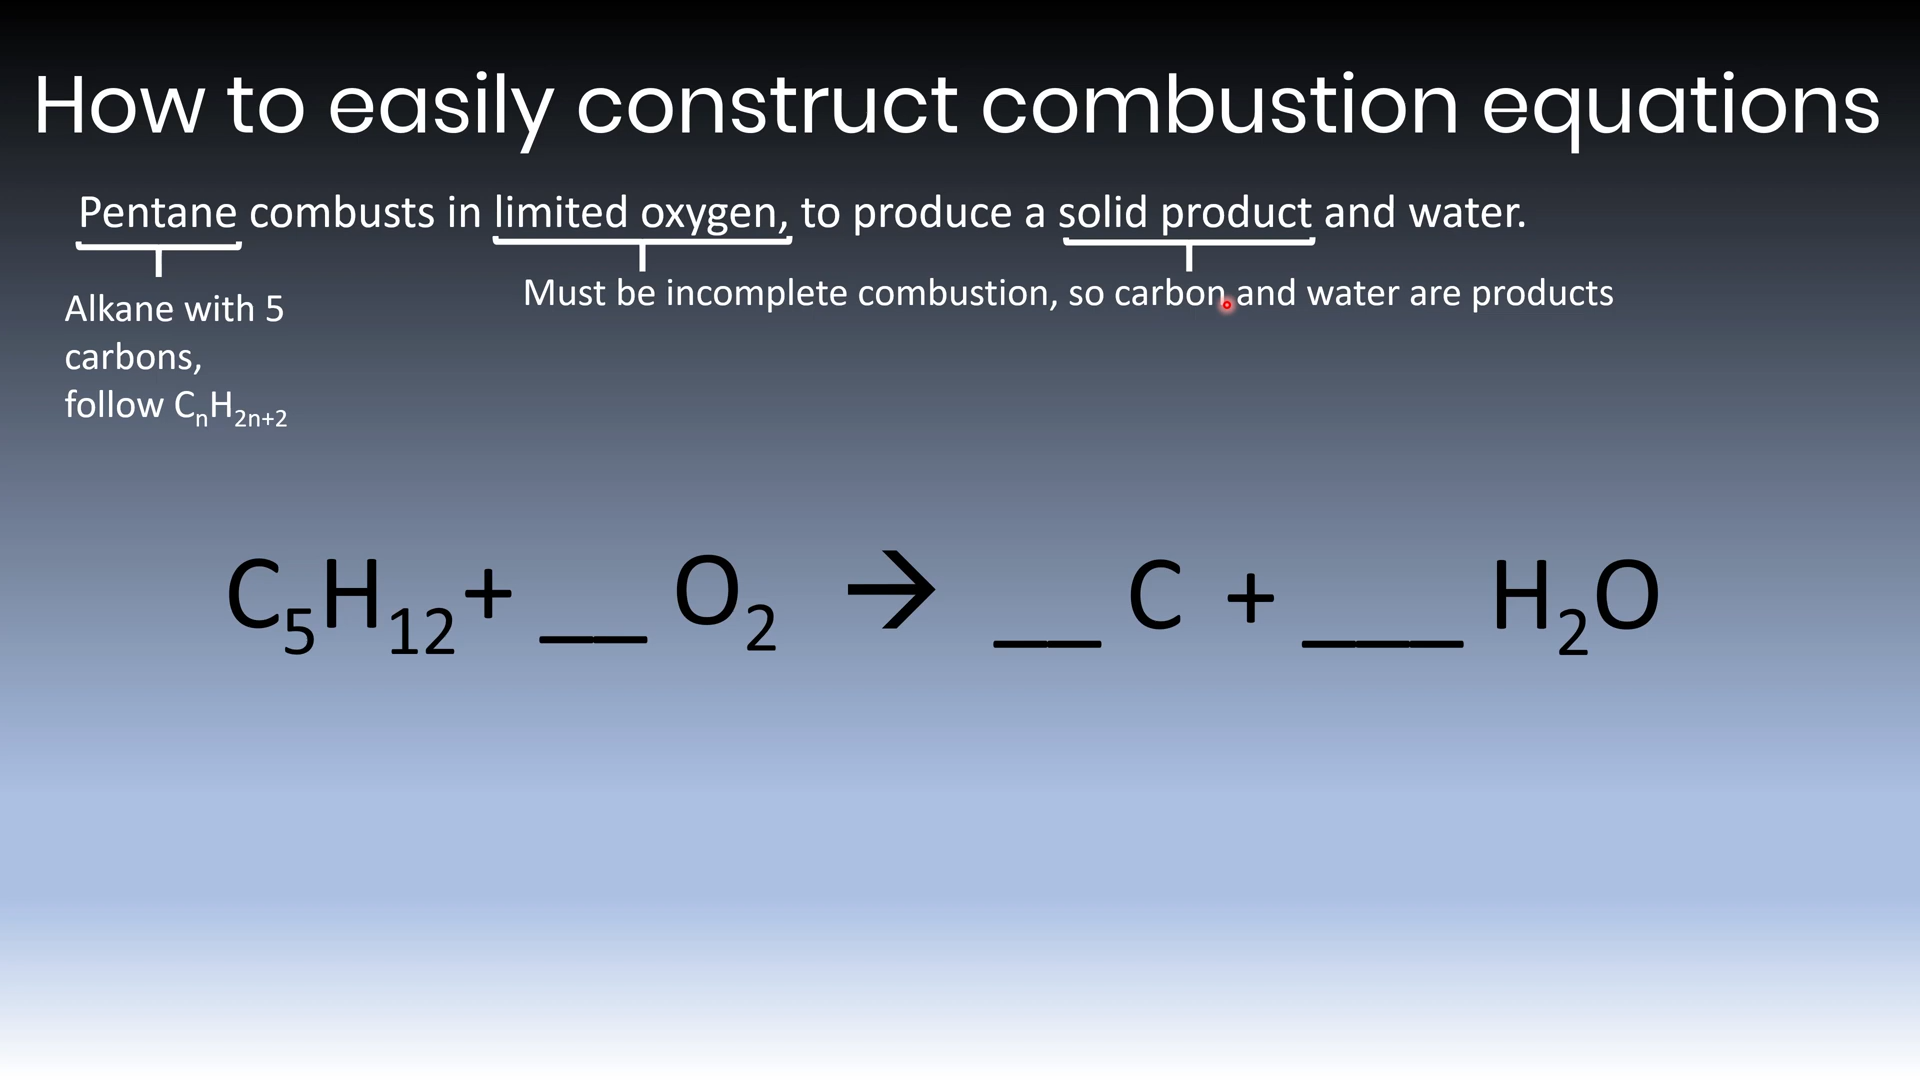 How to easily construct combustion equations
Pentane combusts in limited oxygen, to produce a solid product and water.
Must be incomplete combustion, so carbon and water are products
Alkane with 5
carbons,
follow CₙH₂ₙ₊₂
C₅H₁₂+ __ O₂ → __ C + ___ H₂O